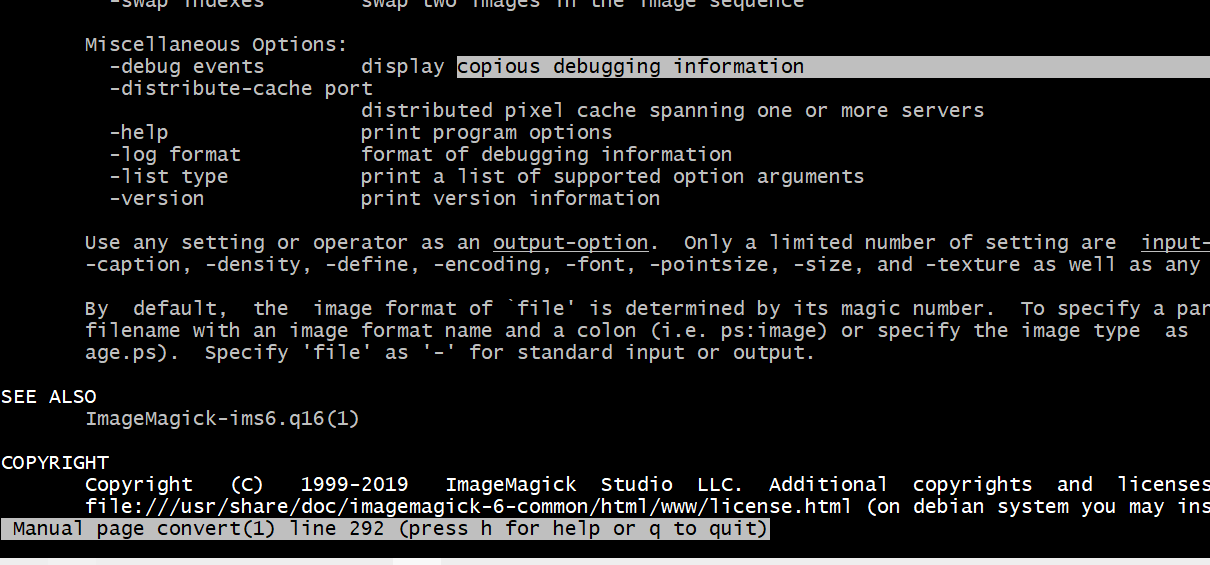 -swap indexes        swap two images in the image sequence
Miscellaneous Options:
-debug events        display copious debugging information
-distribute-cache port
distributed pixel cache spanning one or more servers
-help                print program options
-log format          format of debugging information
-list type           print a list of supported option arguments
-version             print version information
Use any setting or operator as an output-option.  Only a limited number of setting are  input-
-caption, -density, -define, -encoding, -font, -pointsize, -size, and -texture as well as any
By  default,  the  image format of `file' is determined by its magic number.  To specify a par
filename with an image format name and a colon (i.e. ps:image) or specify the image type  as
age.ps).  Specify 'file' as '-' for standard input or output.
SEE ALSO
ImageMagick-ims6.q16(1)
COPYRIGHT
Copyright   (C)   1999-2019   ImageMagick  Studio  LLC.  Additional  copyrights  and  licenses
file:///usr/share/doc/imagemagick-6-common/html/www/license.html (on debian system you may ins
Manual page convert(1) line 292 (press h for help or q to quit)